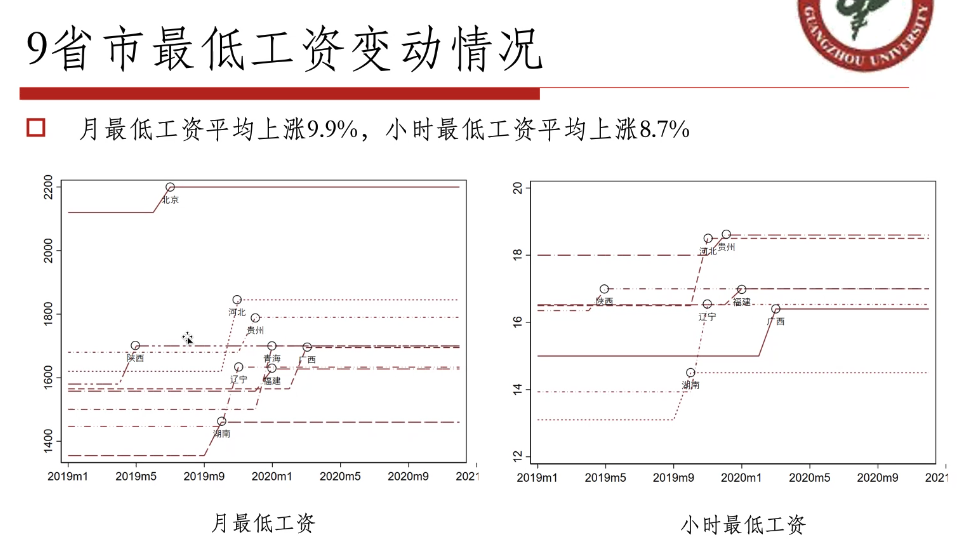 9省市最低工资变动情况
GUANGZHOU UNIVERSITY
月最低工资平均上涨9.9%，小时最低工资平均上涨8.7%
2200
2000
1800
1600
1400
北京
河北
贵州
陕西
青海
广西
辽宁
福建
湖南
2019m1
2019m5
2019m9
2020m1
2020m5
2020m9
2021
月最低工资
20
18
16
14
12
河北
贵州
陕西
福建
辽宁
广西
湖南
2019m1
2019m5
2019m9
2020m1
2020m5
2020m9
2021
小时最低工资